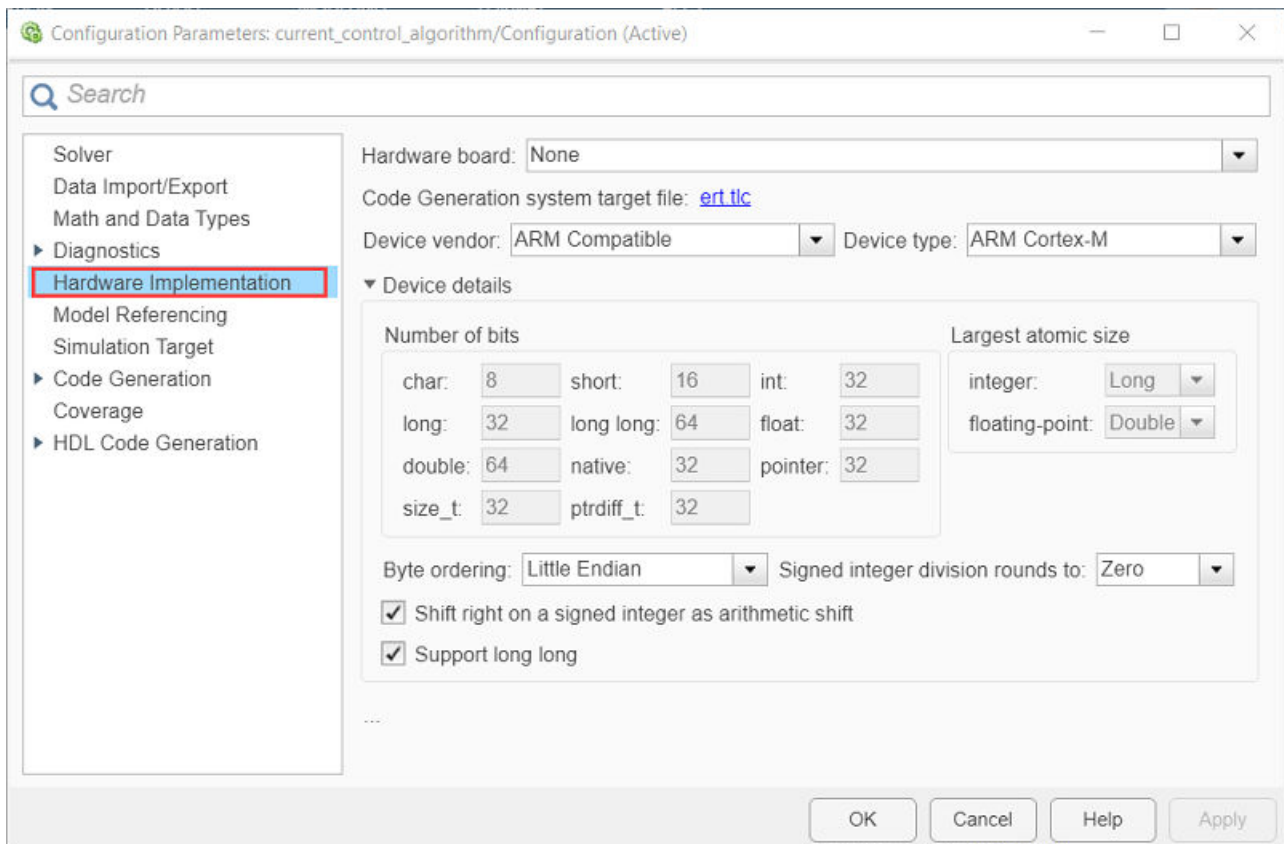 Configuration Parameters: current_control_algorithm/Configuration (Active)
Search
Solver
Data Import/Export
Math and Data Types
Diagnostics
Hardware Implementation
Model Referencing
Simulation Target
Code Generation
Coverage
HDL Code Generation
Hardware board: None
Code Generation system target file: ert.tlc
Device vendor: ARM Compatible Device type: ARM Cortex-M
Device details
Number of bits
char: 8 short: 16 int: 32
long: 32 long long: 64 float: 32
double: 64 native: 32 pointer: 32
size_t: 32 ptrdiff_t: 32
Largest atomic size
integer: Long
floating-point: Double
Byte ordering: Little Endian Signed integer division rounds to: Zero
Shift right on a signed integer as arithmetic shift
Support long long
...
OK Cancel Help Apply